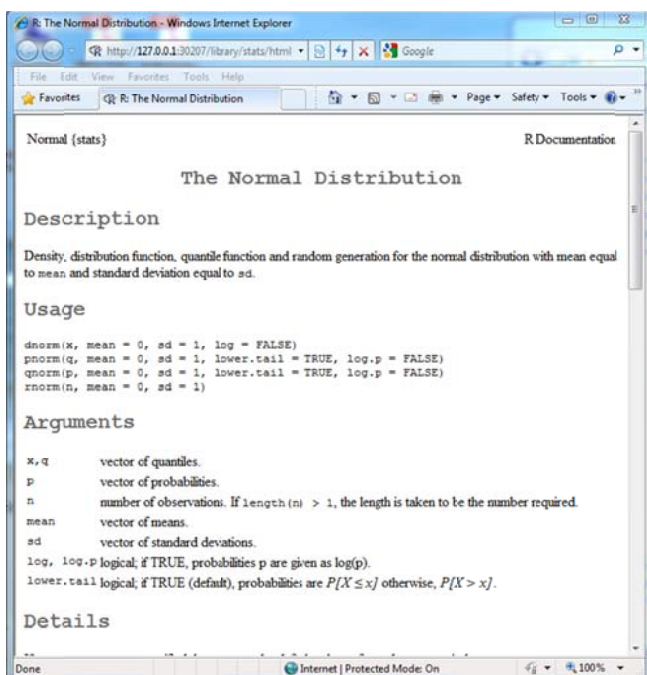 R: The Normal Distribution - Windows Internet Explorer
http://127.0.0.1:30207/library/stats/html
Google
File Edit View Favorites Tools Help
Favorites R: The Normal Distribution Page Safety Tools
Normal {stats} R Documentation
The Normal Distribution
Description
Density, distribution function, quantile function and random generation for the normal distribution with mean equal
to mean and standard deviation equal to sd.
Usage
dnorm(x, mean = 0, sd = 1, log = FALSE)
pnorm(q, mean = 0, sd = 1, lower.tail = TRUE, log.p = FALSE)
qnorm(p, mean = 0, sd = 1, lower.tail = TRUE, log.p = FALSE)
rnorm(n, mean = 0, sd = 1)
Arguments
x,q vector of quantiles.
p vector of probabilities.
n number of observations. If length(n) > 1, the length is taken to be the number required.
mean vector of means.
sd vector of standard devations.
log, log.p logical; if TRUE, probabilities p are given as log(p).
lower.tail logical; if TRUE (default), probabilities are P[X ≤ x] otherwise, P[X > x].
Details
Done Internet | Protected Mode: On 100%